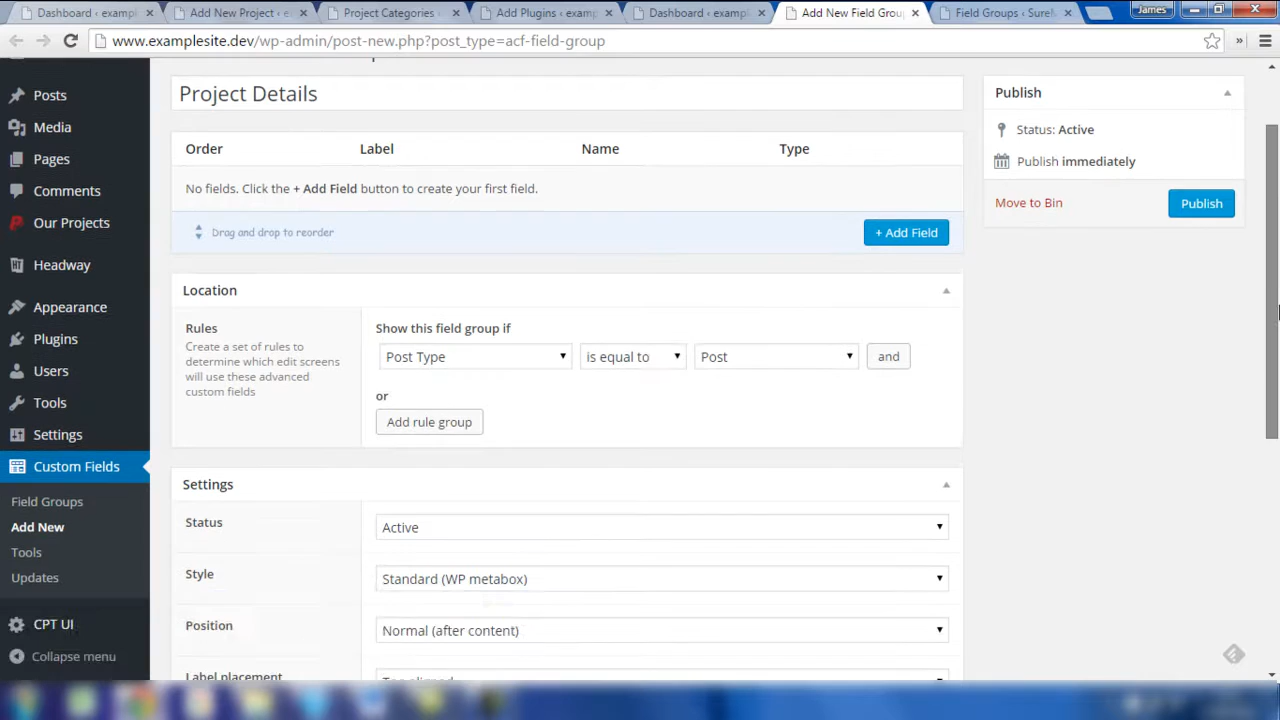 Dashboard ‹ exampl
Add New Project ‹ ex
Project Categories
Add Plugins ‹ examp
Dashboard ‹ exampl
Add New Field Group
Field Groups ‹ Surel
James
www.examplesite.dev/wp-admin/post-new.php?post_type=acf-field-group
»
Posts
Media
Pages
Comments
Our Projects
Headway
Appearance
Plugins
Users
Tools
Settings
Custom Fields
Field Groups
Add New
Tools
Updates
CPT UI
Collapse menu
Project Details
Order Label Name Type
No fields. Click the + Add Field button to create your first field.
Drag and drop to reorder
+ Add Field
Location
Rules
Create a set of rules to
determine which edit screens
will use these advanced
custom fields
Show this field group if
Post Type is equal to Post and
or
Add rule group
Settings
Status Active
Style Standard (WP metabox)
Position Normal (after content)
Label placement
Publish
Status: Active
Publish immediately
Move to Bin Publish